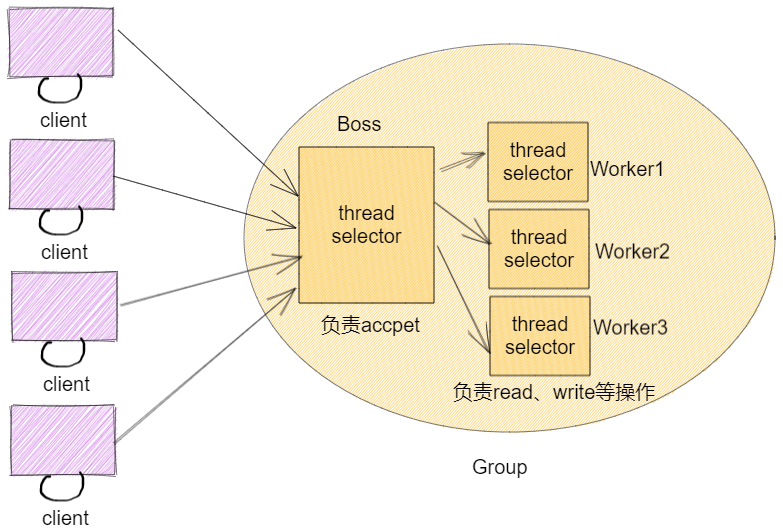 client
client
client
client
Boss
thread
selector
负责accpet
thread
selector
Worker1
thread
selector
Worker2
thread
selector
Worker3
负责read、write等操作
Group